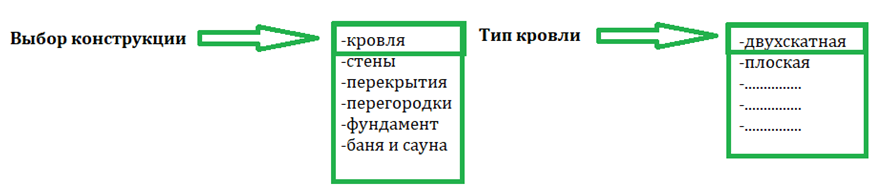 Выбор конструкции
-кровля
-стены
-перекрытия
-перегородки
-фундамент
-баня и сауна
Тип кровли
-двухскатная
-плоская
-...............
-...............
-...............